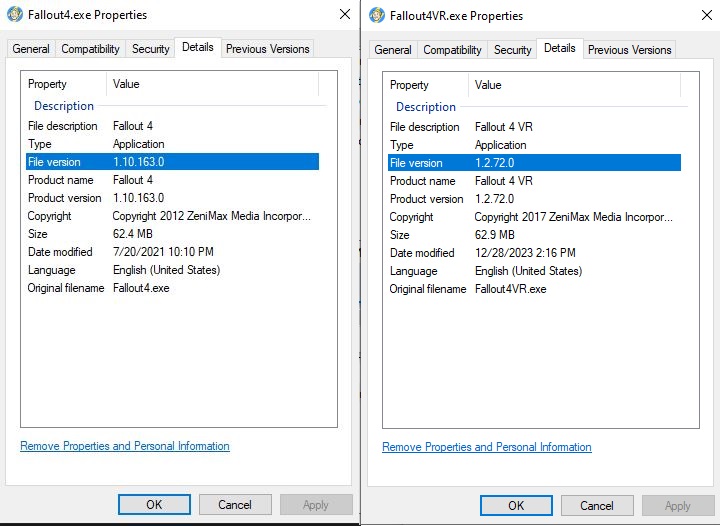 Fallout4.exe Properties
General Compatibility Security Details Previous Versions
Property Value
Description
File description Fallout 4
Type Application
File version 1.10.163.0
Product name Fallout 4
Product version 1.10.163.0
Copyright Copyright 2012 ZeniMax Media Incorpor...
Size 62.4 MB
Date modified 7/20/2021 10:10 PM
Language English (United States)
Original filename Fallout4.exe
Remove Properties and Personal Information
OK Cancel Apply
Fallout4VR.exe Properties
General Compatibility Security Details Previous Versions
Property Value
Description
File description Fallout 4 VR
Type Application
File version 1.2.72.0
Product name Fallout 4 VR
Product version 1.2.72.0
Copyright Copyright 2017 ZeniMax Media Incorpor...
Size 62.9 MB
Date modified 12/28/2023 2:16 PM
Language English (United States)
Original filename Fallout4VR.exe
Remove Properties and Personal Information
OK Cancel Apply